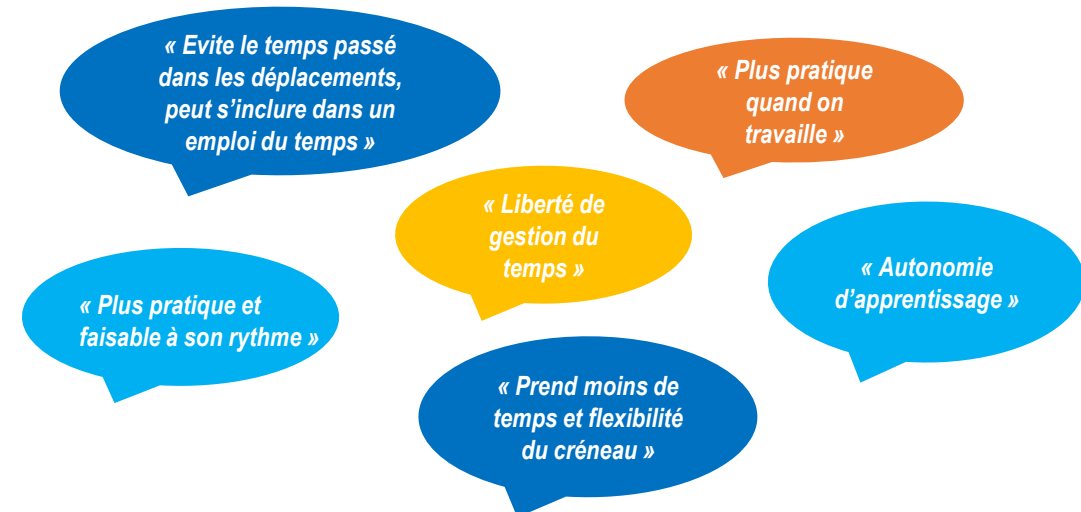 « Evite le temps passé
dans les déplacements,
peut s’inclure dans un
emploi du temps »
« Plus pratique
quand on
travaille »
« Liberté de
gestion du
temps »
« Autonomie
d’apprentissage »
« Plus pratique et
faisable à son rythme »
« Prend moins de
temps et flexibilité
du créneau »